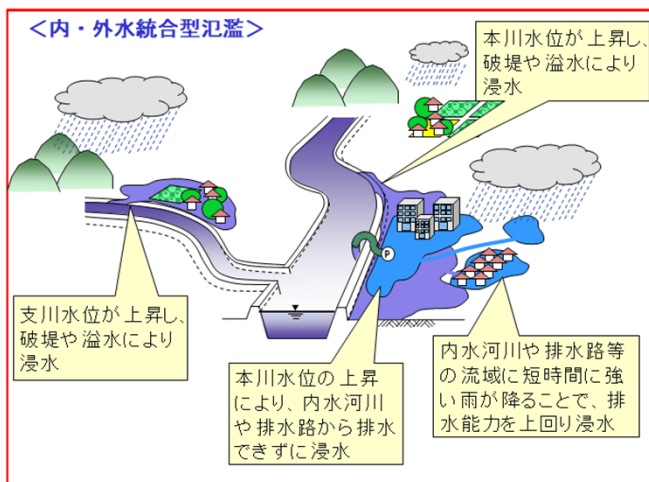 ＜内・外水統合型氾濫＞
本川水位が上昇し、
破堤や溢水により
浸水
P
支川水位が上昇し、
破堤や溢水により
浸水
本川水位の上昇
により、内水河川
や排水路から排水
できずに浸水
内水河川や排水路等
の流域に短時間に強
い雨が降ることで、排
水能力を上回り浸水